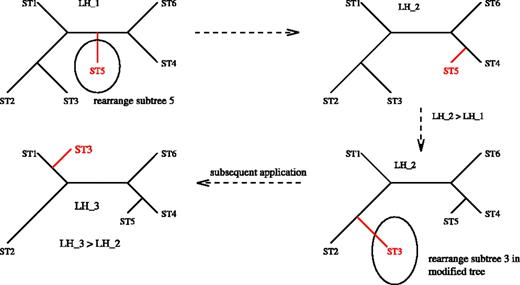 ST1
LH_1
ST6
ST5
ST4
ST2
ST3
rearrange subtree 5
ST1
LH_2
ST6
ST5
ST4
ST2
ST3
LH_2 > LH_1
ST1
ST3
ST6
LH_3
ST5
ST4
ST2
LH_3 > LH_2
subsequent application
ST1
LH_2
ST6
ST5
ST4
ST2
ST3
rearrange subtree 3 in
modified tree